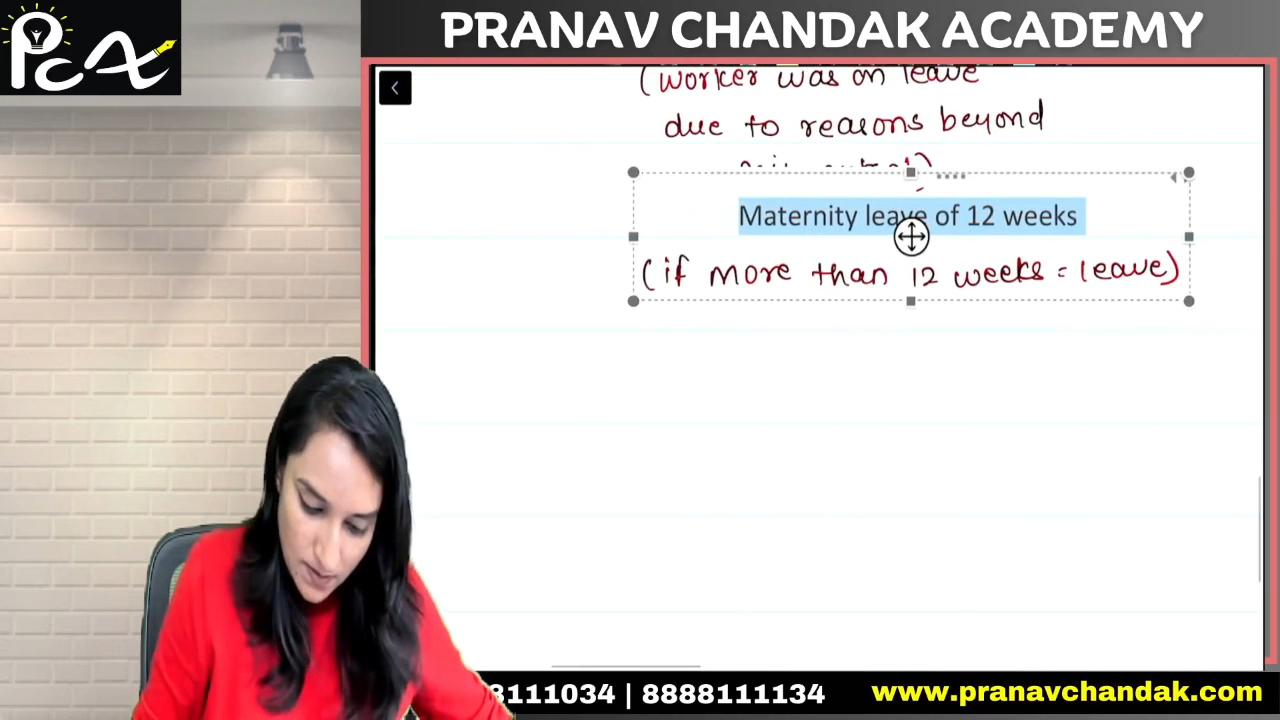 PCA
PRANAV CHANDAK ACADEMY
(worker was on leave
due to reasons beyond
Maternity leave of 12 weeks
(if more than 12 weeks = leave)
8111034 | 8888111134
www.pranavchandak.com